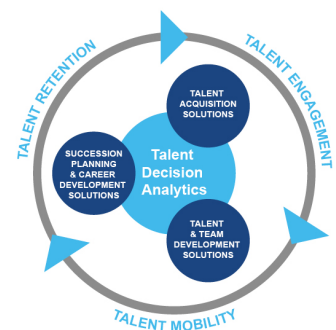 TALENT RETENTION
TALENT ENGAGEMENT
TALENT
ACQUISITION
SOLUTIONS
SUCCESSION
PLANNING
& CAREER
DEVELOPMENT
SOLUTIONS
Talent
Decision
Analytics
TALENT
& TEAM
DEVELOPMENT
SOLUTIONS
TALENT MOBILITY